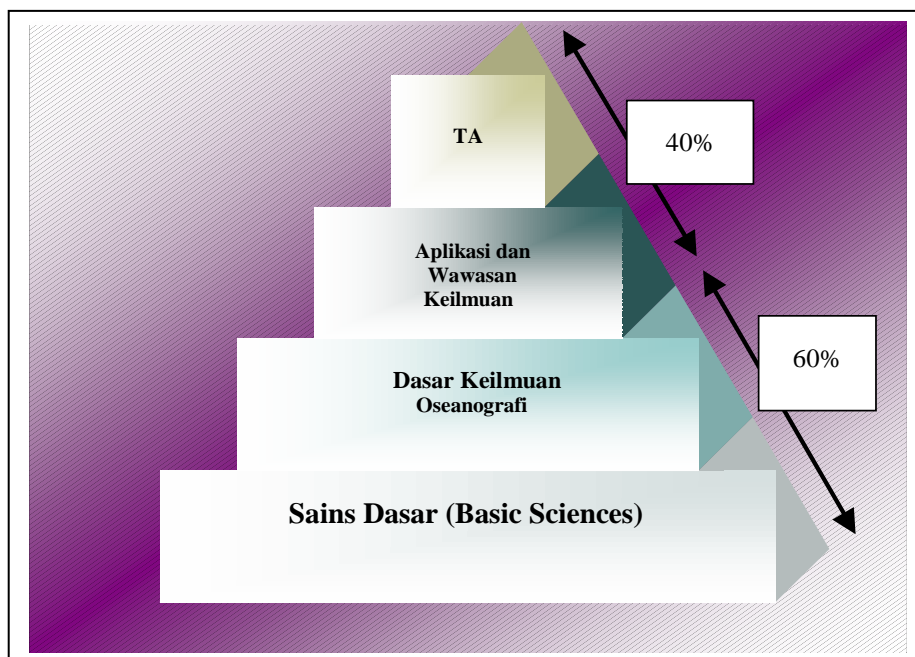 TA
40%
Aplikasi dan
Wawasan
Keilmuan
60%
Dasar Keilmuan
Oseanografi
Sains Dasar (Basic Sciences)